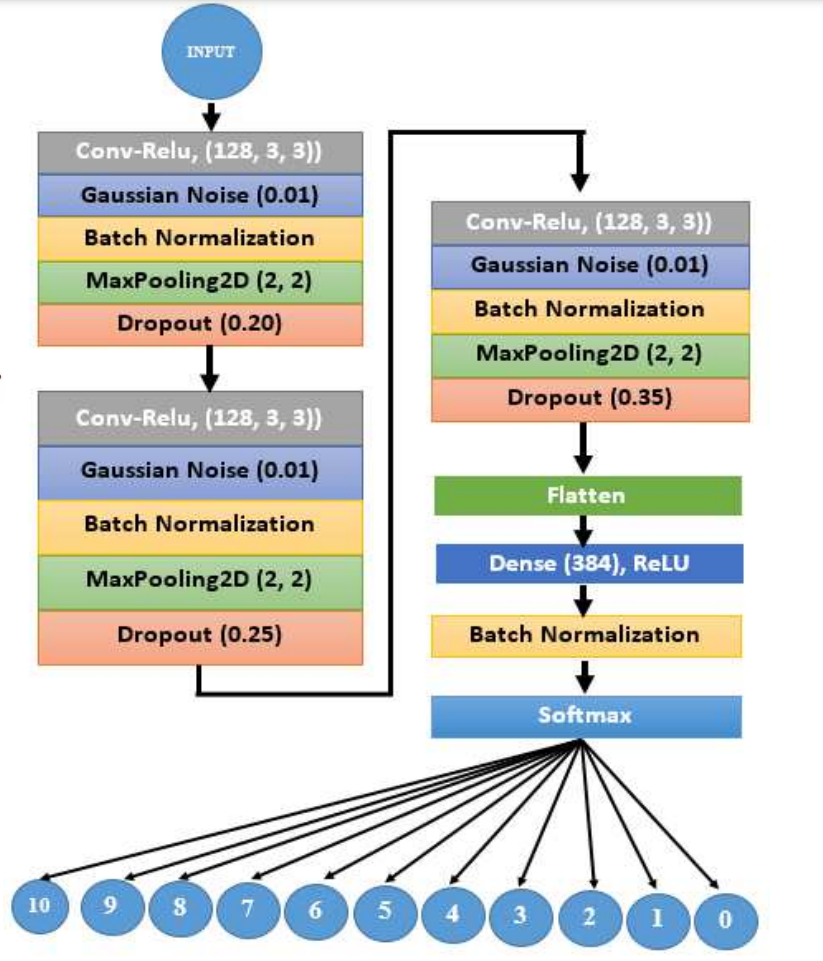 INPUT
Conv-Relu, (128, 3, 3))
Gaussian Noise (0.01)
Batch Normalization
MaxPooling2D (2, 2)
Dropout (0.20)
Conv-Relu, (128, 3, 3))
Gaussian Noise (0.01)
Batch Normalization
MaxPooling2D (2, 2)
Dropout (0.25)
Conv-Relu, (128, 3, 3))
Gaussian Noise (0.01)
Batch Normalization
MaxPooling2D (2, 2)
Dropout (0.35)
Flatten
Dense (384), ReLU
Batch Normalization
Softmax
10 9 8 7 6 5 4 3 2 1 0